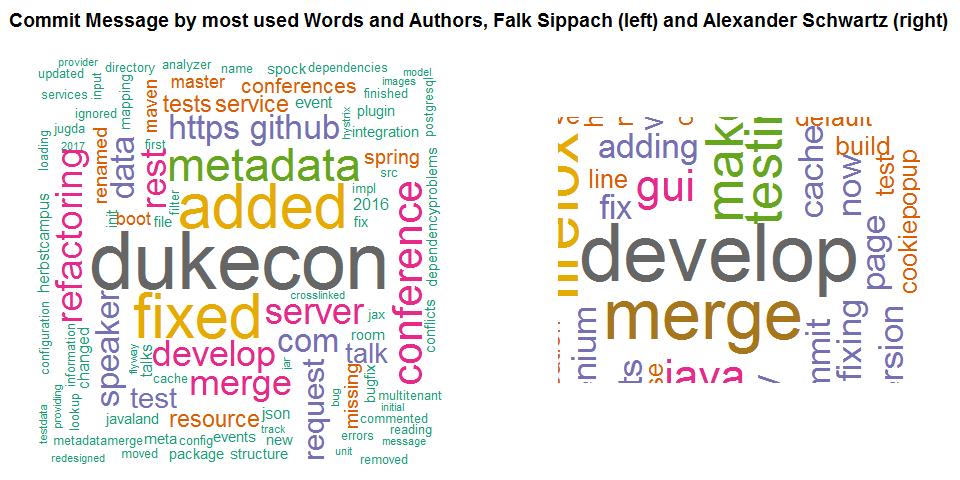 Commit Message by most used Words and Authors, Falk Sippach (left) and Alexander Schwartz (right)
provider
updated
directory
analyzer
name
spock
dependencies
model
services
input
mapping
maven
master
conferences
images
finished
postgresql
ignored
tests
service
event
plugin
jugda
2017
loading
renamed
data
first
https
github
hystrix
integration
refactoring
rest
metadata
spring
src
init
boot
file
filter
added
impl
2016
fix
dependencyproblems
herbstcampus
dukecon
conference
configuration
information
changed
speaker
fixed
crosslinked
server
jax
conflicts
flyway
talks
develop
com
room
talk
cache
merge
jar
request
bug
missing
bugfix
multitenant
initial
testdata
providing
lookup
test
javaland
resource
json
track
commented
reading
message
metadatamerge
meta
config
events
new
errors
redesigned
moved
package
structure
unit
removed
default
adding
make
build
line
fix
gui
cache
now
test
cookiepopup
develop
page
merge
fixing
java